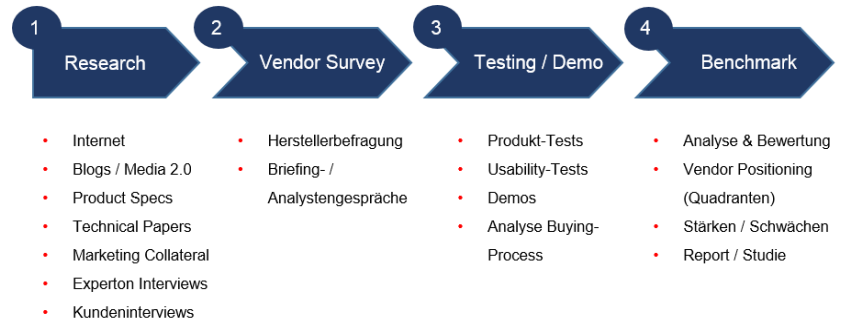 1
Research
Internet
Blogs / Media 2.0
Product Specs
Technical Papers
Marketing Collateral
Experton Interviews
Kundeninterviews
2
Vendor Survey
Herstellerbefragung
Briefing- /
Analystengespräche
3
Testing / Demo
Produkt-Tests
Usability-Tests
Demos
Analyse Buying-
Process
4
Benchmark
Analyse & Bewertung
Vendor Positioning
(Quadranten)
Stärken / Schwächen
Report / Studie